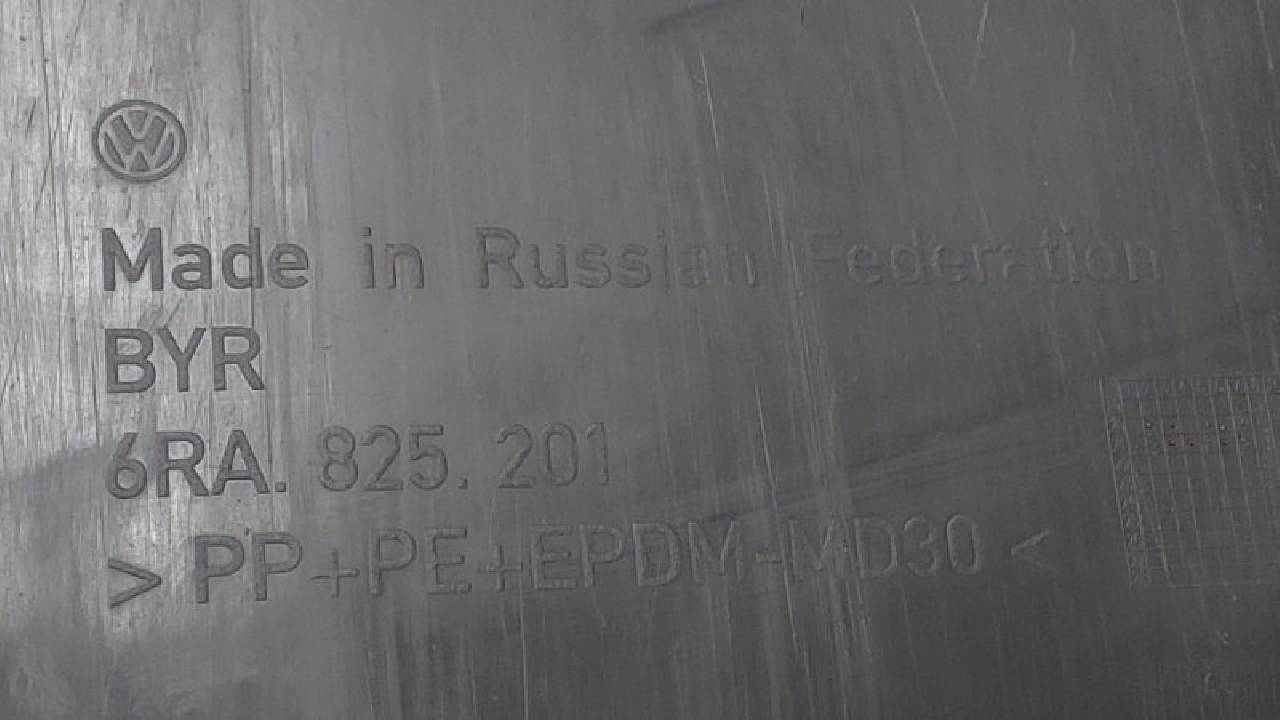 Made in Russian Federation
BYR
6RA. 825. 201
> PP+PE+EPDM-MD30 <